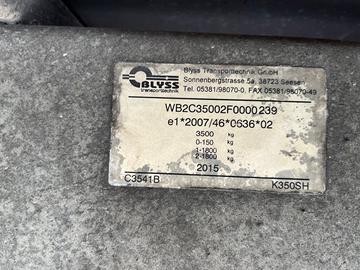 BLYSS
transporttechnik
Blyss Transporttechnik GmbH
Sonnenbergstrasse 5a, 38723 Seesen
Tel. 05381/98070-0, FAX 05381/98070-49
WB2C35002F0000239
e1*2007/46*0636*02
3500 kg
0-150 kg
1-1800 kg
2-1800 kg
2015
C3541B
K350SH